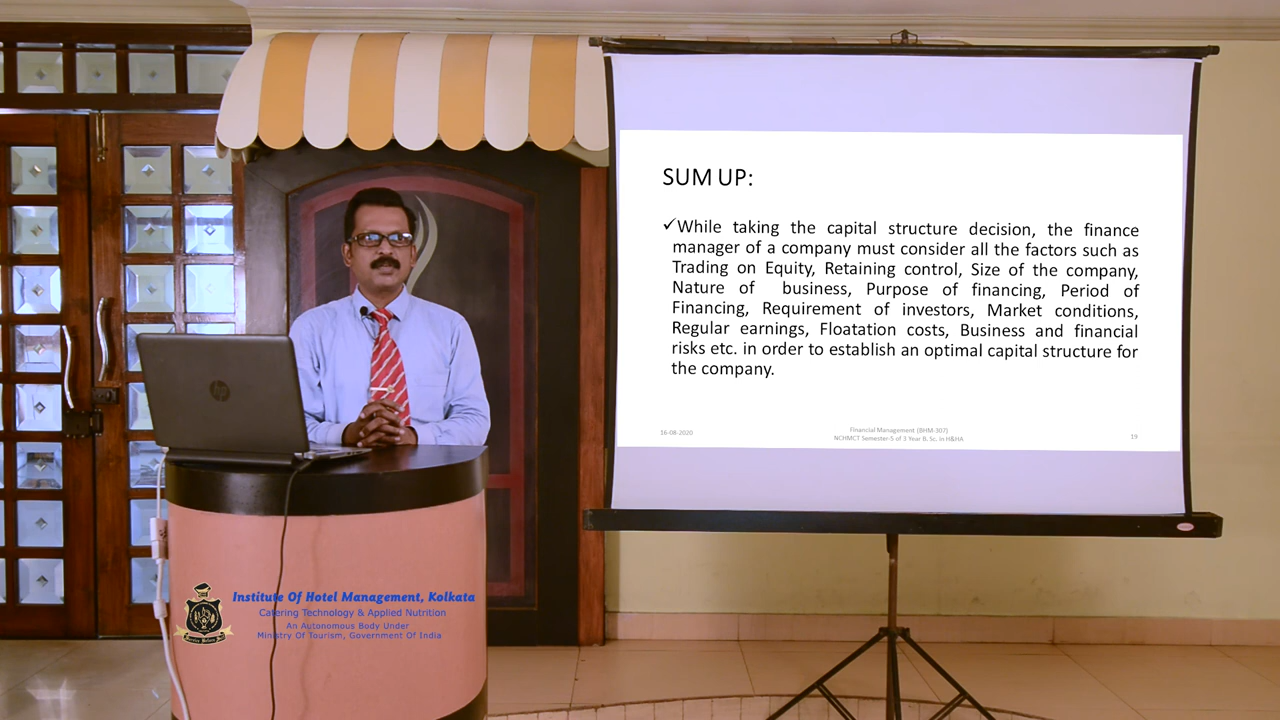 SUM UP:
✓While taking the capital structure decision, the finance
manager of a company must consider all the factors such as
Trading on Equity, Retaining control, Size of the company,
Nature of business, Purpose of financing, Period of
Financing, Requirement of investors, Market conditions,
Regular earnings, Floatation costs, Business and financial
risks etc. in order to establish an optimal capital structure for
the company.
16-08-2020
Financial Management (BHM-307)
NCHMCT Semester-5 of 3 Year B. Sc. in H&HA
19
hp
Institute Of Hotel Management, Kolkata
Catering Technology & Applied Nutrition
An Autonomous Body Under
Ministry Of Tourism, Government Of India